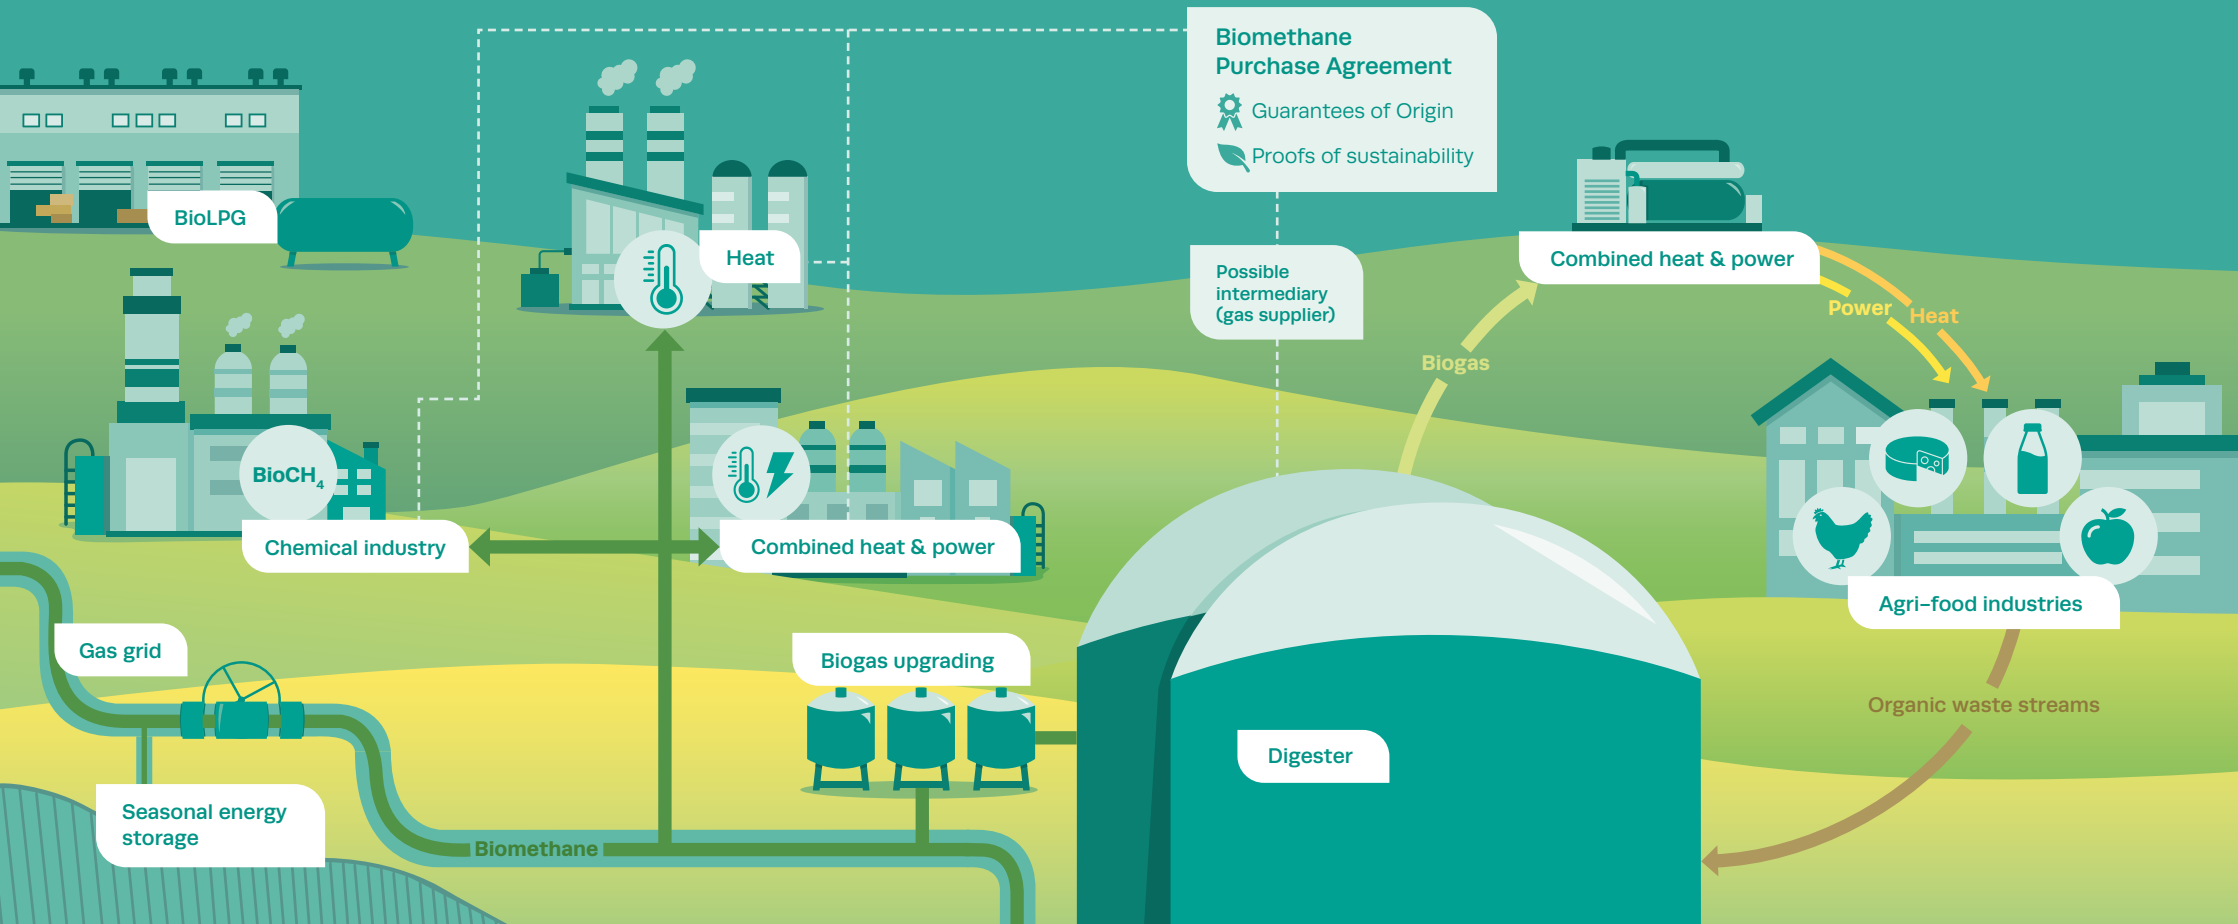 Biomethane
Purchase Agreement
Guarantees of Origin
Proofs of sustainability
BioLPG
Heat
Possible
intermediary
(gas supplier)
Combined heat & power
Power
Heat
Biogas
BioCH4
Chemical industry
Combined heat & power
Agri-food industries
Gas grid
Biogas upgrading
Organic waste streams
Digester
Seasonal energy
storage
Biomethane